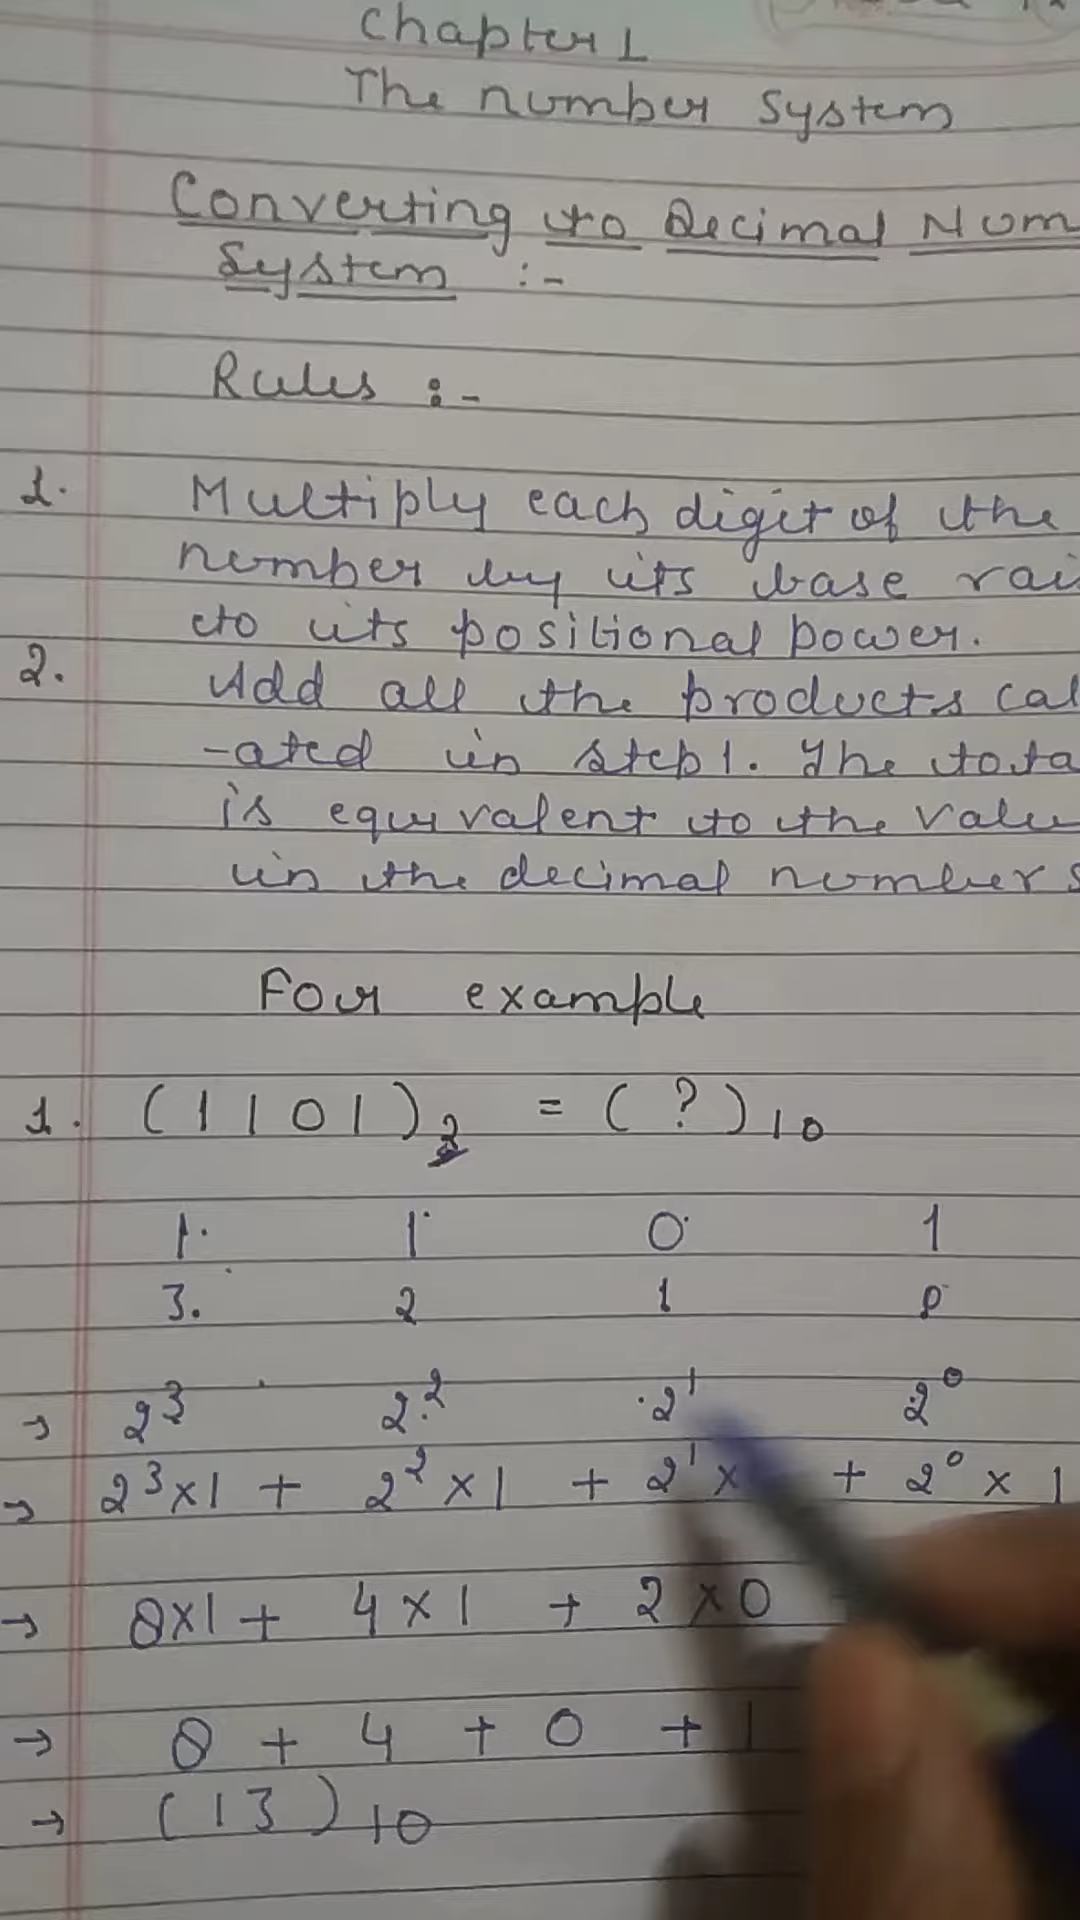 Chapter 1
The number System
Converting to Decimal Num
System :-
Rules :-
1. Multiply each digit of the
number by its base rai
to its positional power.
2. Add all the products cal
-ated in step 1. The tota
is equivalent to the value
in the decimal number s
Four example
1. (1101)2 = (?)10
1. 1 0 1
3. 2 1 0
→ 2³ 2² 2¹ 2⁰
→ 2³×1 + 2²×1 + 2¹× + 2⁰×1
→ 8×1 + 4×1 + 2×0
→ 8 + 4 + 0 + 1
→ (13)10